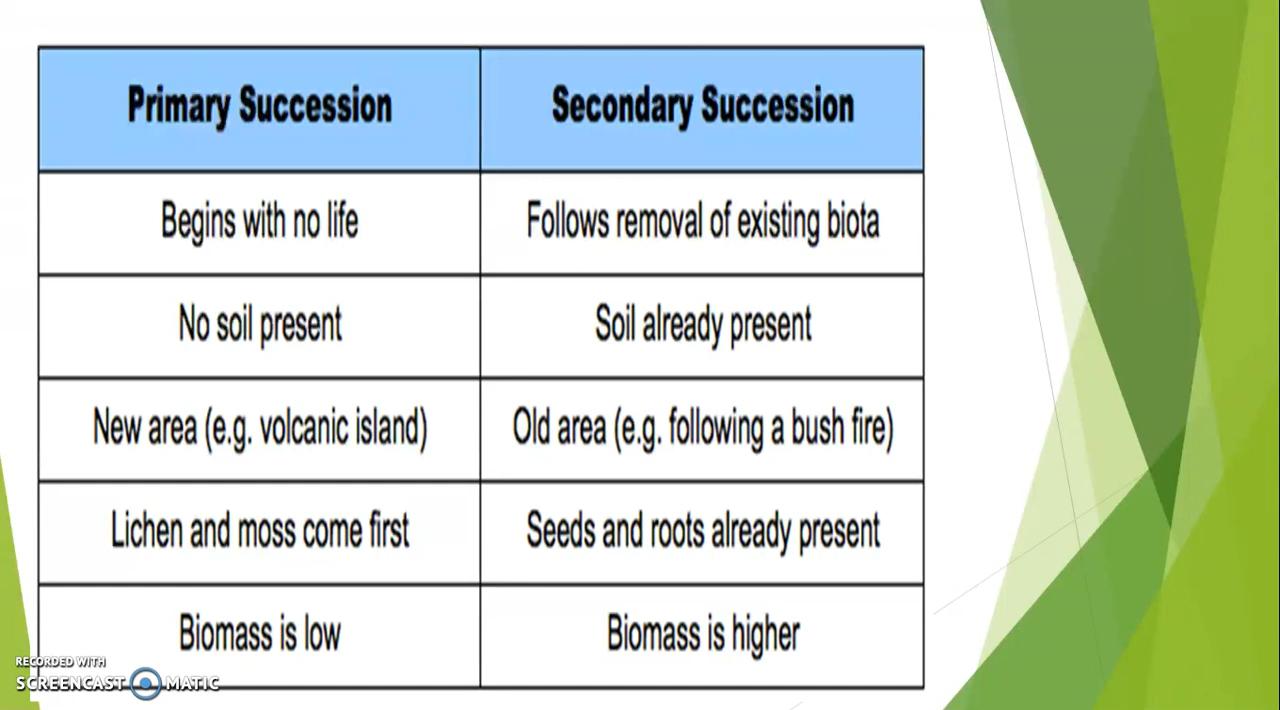 Primary Succession
Secondary Succession
Begins with no life
Follows removal of existing biota
No soil present
Soil already present
New area (e.g. volcanic island)
Old area (e.g. following a bush fire)
Lichen and moss come first
Seeds and roots already present
Biomass is low
Biomass is higher
RECORDED WITH
SCREENCAST MATIC